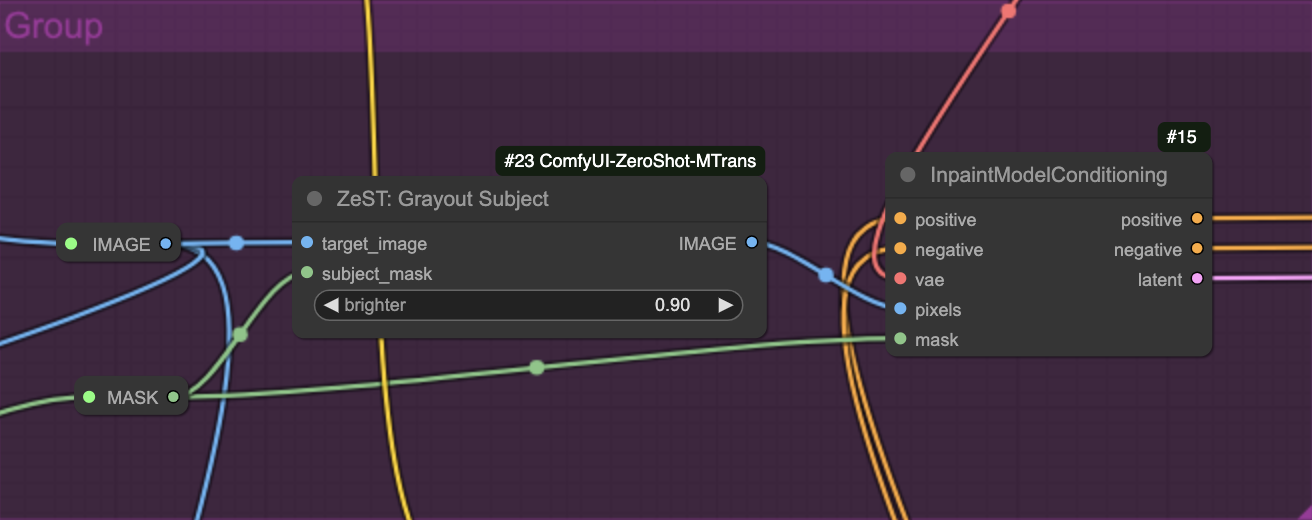 Group
#23 ComfyUI-ZeroShot-MTrans
#15
ZeST: Grayout Subject
InpaintModelConditioning
IMAGE
target_image
IMAGE
subject_mask
brighter 0.90
positive positive
negative negative
vae latent
pixels
mask
MASK